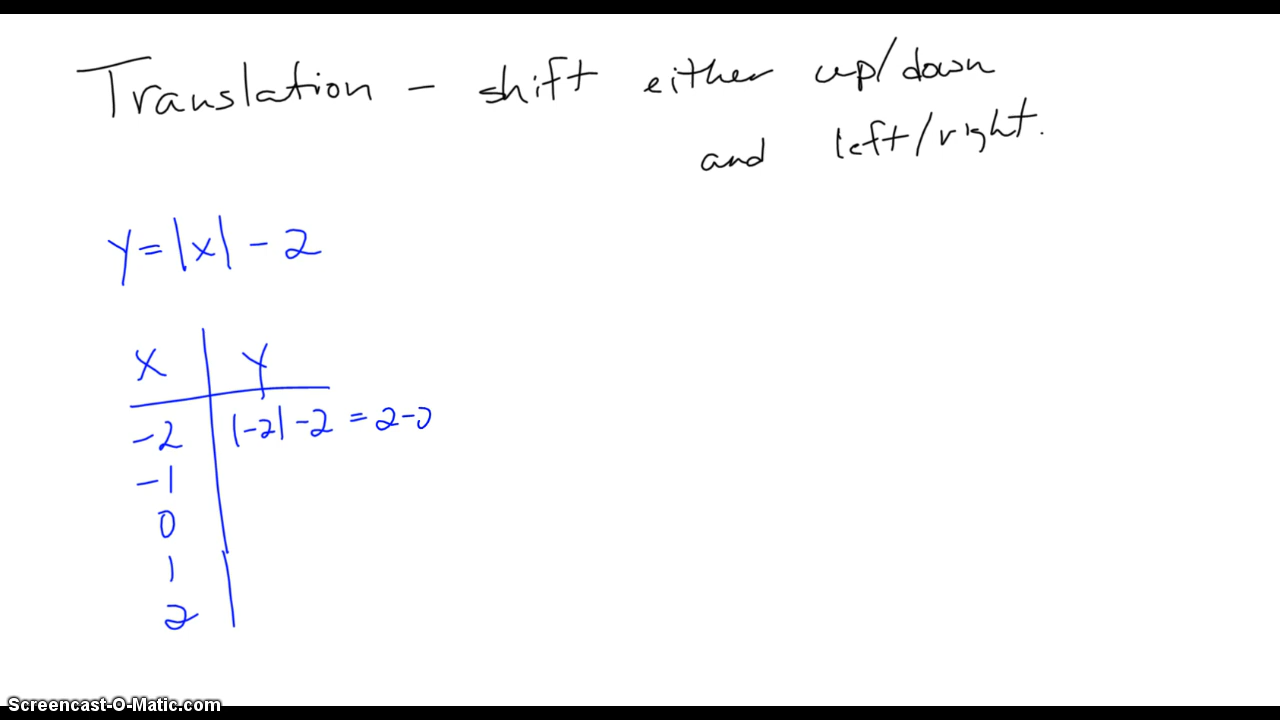 Translation - shift either up/down
and left/right.
y = |x| - 2
x y
-2 |-2| - 2 = 2 -
-1
0
1
2
Screencast-O-Matic.com